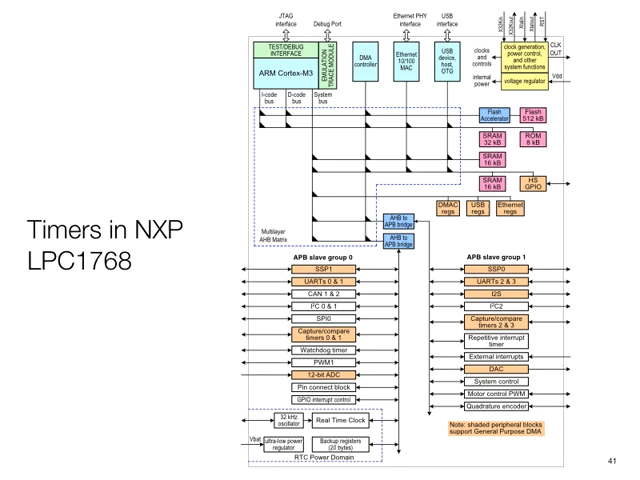 JTAG
interface
Debug Port
Ethernet PHY
interface
USB
interface
X32Kin
X32Kout
Xtalin
Xtalout
RST
TEST/DEBUG
INTERFACE
EMULATION
TRACE MODULE
ARM Cortex-M3
DMA
controller
Ethernet
10/100
MAC
USB
device,
host,
OTG
clocks
and
controls
internal
power
clock generation,
power control,
and other
system functions
voltage regulator
CLK
OUT
Vdd
I-code
bus
D-code
bus
System
bus
Flash
Accelerator
Flash
512 kB
SRAM
32 kB
ROM
8 kB
SRAM
16 kB
SRAM
16 kB
HS
GPIO
DMAC
regs
USB
regs
Ethernet
regs
Timers in NXP
LPC1768
Multilayer
AHB Matrix
AHB to
APB bridge
AHB to
APB bridge
APB slave group 0
SSP1
UARTs 0 & 1
CAN 1 & 2
I²C 0 & 1
SPI0
Capture/compare
timers 0 & 1
Watchdog timer
PWM1
12-bit ADC
Pin connect block
GPIO interrupt control
32 kHz
oscillator
Real Time Clock
Vbat
ultra-low power
regulator
Backup registers
(20 bytes)
RTC Power Domain
APB slave group 1
SSP0
UARTs 2 & 3
I2S
I²C2
Capture/compare
timers 2 & 3
Repetitive interrupt
timer
External interrupts
DAC
System control
Motor control PWM
Quadrature encoder
Note: shaded peripheral blocks
support General Purpose DMA
41